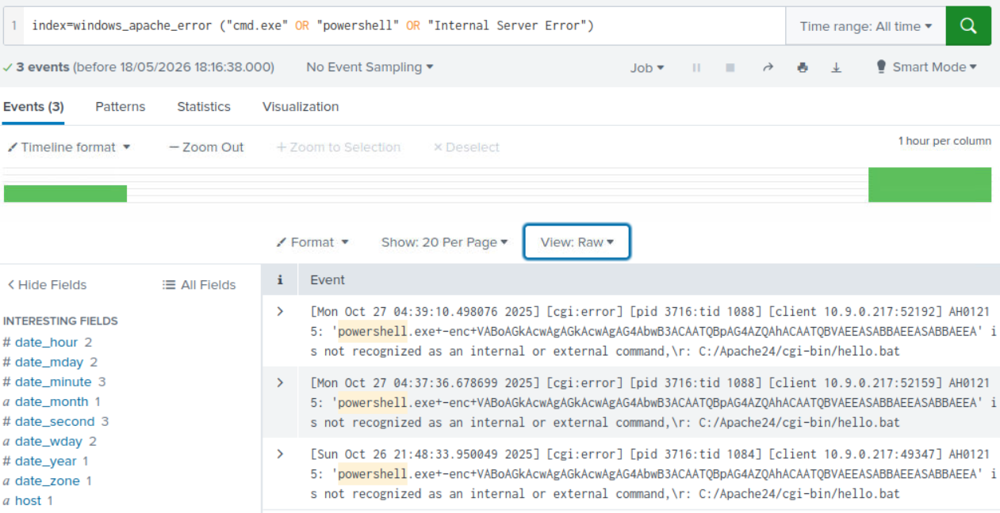 1 index=windows_apache_error ("cmd.exe" OR "powershell" OR "Internal Server Error")
Time range: All time
3 events (before 18/05/2026 18:16:38.000) No Event Sampling Job Smart Mode
Events (3) Patterns Statistics Visualization
Timeline format — Zoom Out + Zoom to Selection × Deselect
1 hour per column
Format Show: 20 Per Page View: Raw
< Hide Fields All Fields
INTERESTING FIELDS
# date_hour 2
# date_mday 2
# date_minute 3
a date_month 1
# date_second 3
a date_wday 2
# date_year 1
a date_zone 1
a host 1
i Event
> [Mon Oct 27 04:39:10.498076 2025] [cgi:error] [pid 3716:tid 1088] [client 10.9.0.217:52192] AH0121
5: 'powershell.exe+-enc+VABoAGkAcwAgAGkAcwAgAG4AbwB3ACAATQBpAG4AZQAhACAATQBVAEEASABBAEEASABBAEEA' i
s not recognized as an internal or external command,\r: C:/Apache24/cgi-bin/hello.bat
> [Mon Oct 27 04:37:36.678699 2025] [cgi:error] [pid 3716:tid 1088] [client 10.9.0.217:52159] AH0121
5: 'powershell.exe+-enc+VABoAGkAcwAgAGkAcwAgAG4AbwB3ACAATQBpAG4AZQAhACAATQBVAEEASABBAEEASABBAEEA' i
s not recognized as an internal or external command,\r: C:/Apache24/cgi-bin/hello.bat
> [Sun Oct 26 21:48:33.950049 2025] [cgi:error] [pid 3716:tid 1084] [client 10.9.0.217:49347] AH0121
5: 'powershell.exe+-enc+VABoAGkAcwAgAGkAcwAgAG4AbwB3ACAATQBpAG4AZQAhACAATQBVAEEASABBAEEASABBAEEA' i
s not recognized as an internal or external command,\r: C:/Apache24/cgi-bin/hello.bat